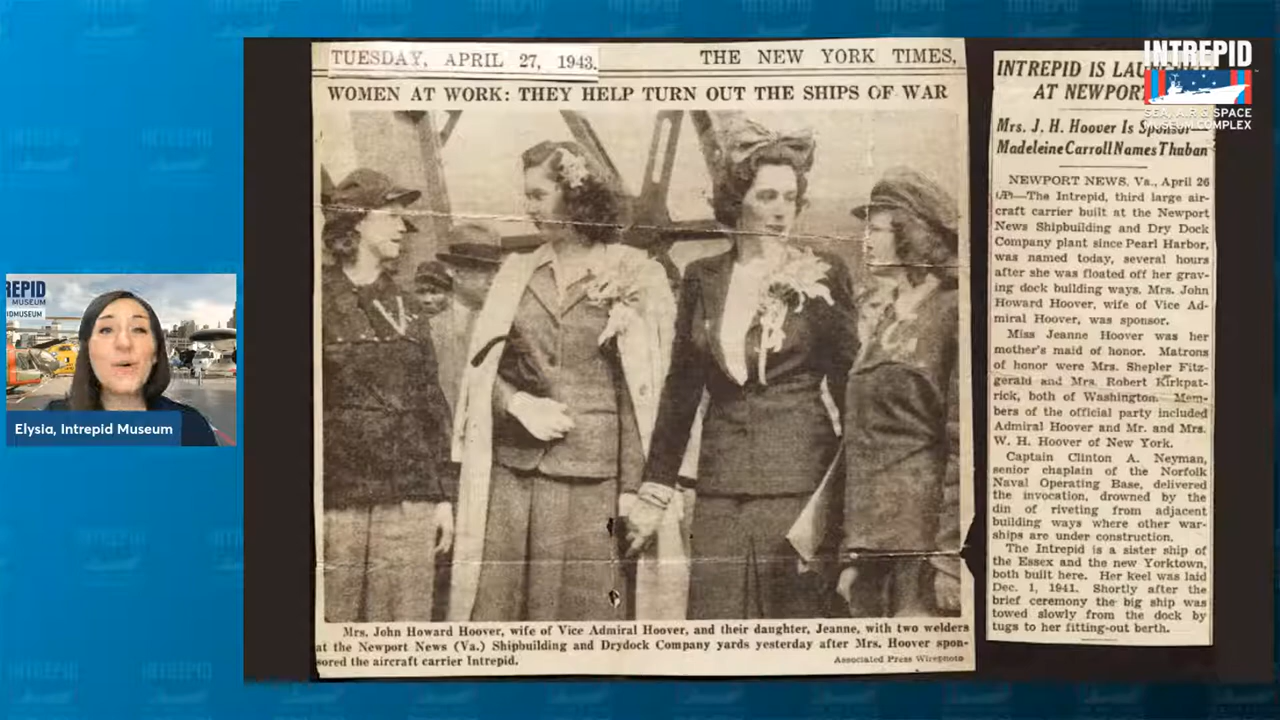 TUESDAY, APRIL 27, 1943.
THE NEW YORK TIMES,
WOMEN AT WORK: THEY HELP TURN OUT THE SHIPS OF WAR
Mrs. John Howard Hoover, wife of Vice Admiral Hoover, and their daughter, Jeanne, with two welders
at the Newport News (Va.) Shipbuilding and Drydock Company yards yesterday after Mrs. Hoover spon-
sored the aircraft carrier Intrepid.
Associated Press Wirephoto
INTREPID IS
AT NEWPORT
Mrs. J. H. Hoover Is Sponsor—
Madeleine Carroll Names Thuban
NEWPORT NEWS, Va., April 26
(AP)—The Intrepid, third large air-
craft carrier built at the Newport
News Shipbuilding and Dry Dock
Company plant since Pearl Harbor,
was named today, several hours
after she was floated off her grav-
ing dock building ways. Mrs. John
Howard Hoover, wife of Vice Ad-
miral Hoover, was sponsor.
Miss Jeanne Hoover was her
mother's maid of honor. Matrons
of honor were Mrs. Shepler Fitz-
gerald and Mrs. Robert Kirkpat-
rick, both of Washington. Mem-
bers of the official party included
Admiral Hoover and Mr. and Mrs.
W. H. Hoover of New York.
Captain Clinton A. Neyman,
senior chaplain of the Norfolk
Naval Operating Base, delivered
the invocation, drowned by the
din of riveting from adjacent
building ways where other war-
ships are under construction.
The Intrepid is a sister ship of
the Essex and the new Yorktown,
both built here. Her keel was laid
Dec. 1, 1941. Shortly after the
brief ceremony the big ship was
towed slowly from the dock by
tugs to her fitting-out berth.
INTREPID
SEA, AIR & SPACE
MUSEUM COMPLEX
REPID
MUSEUM
IDMUSEUM
Elysia, Intrepid Museum